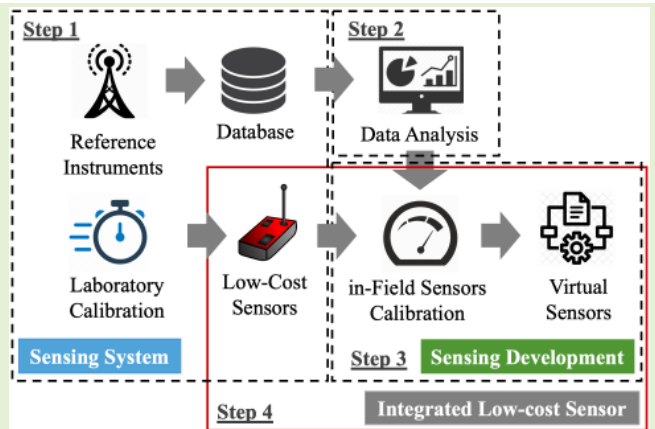 Step 1
Step 2
Reference
Instruments
Database
Data Analysis
Laboratory
Calibration
Low-Cost
Sensors
in-Field Sensors
Calibration
Virtual
Sensors
Sensing System
Step 3
Sensing Development
Step 4
Integrated Low-cost Sensor